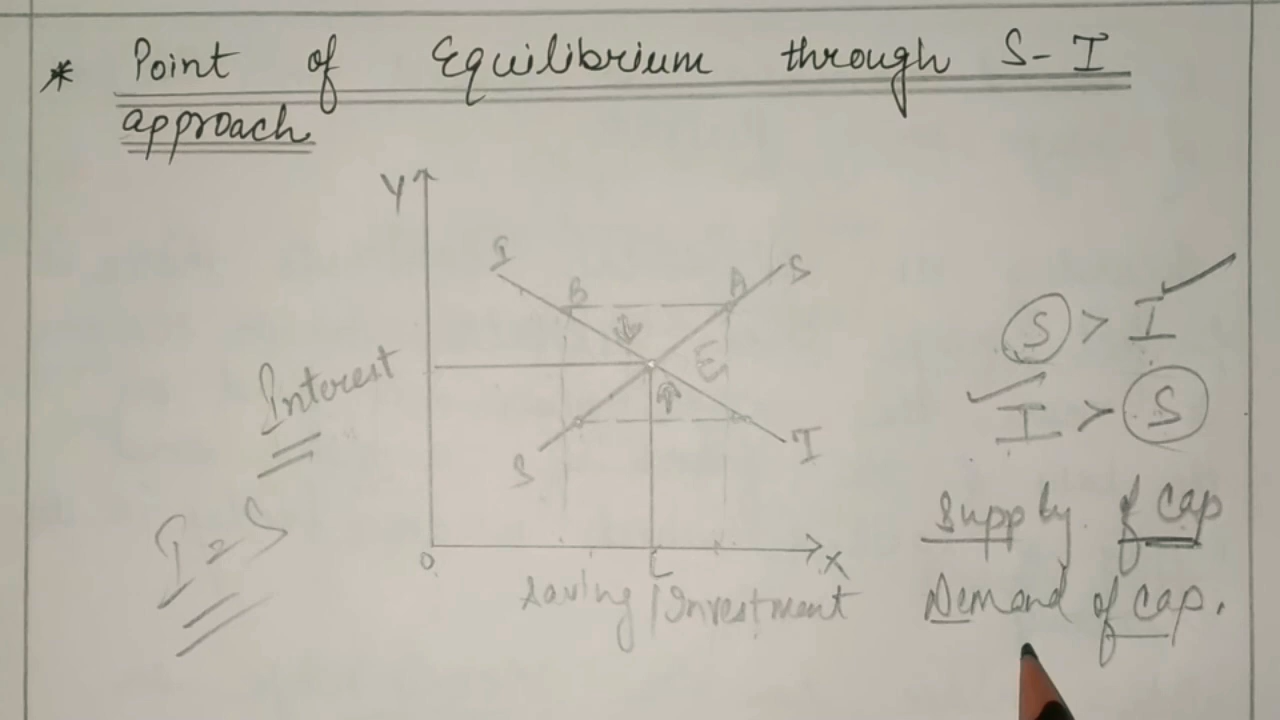 * Point of Equilibrium through S-I
approach
Y
I
S
B
A
E
Interest
S
I
I = S
O
L
X
Saving / Investment
S > I
I > S
Supply of cap
Demand of cap.